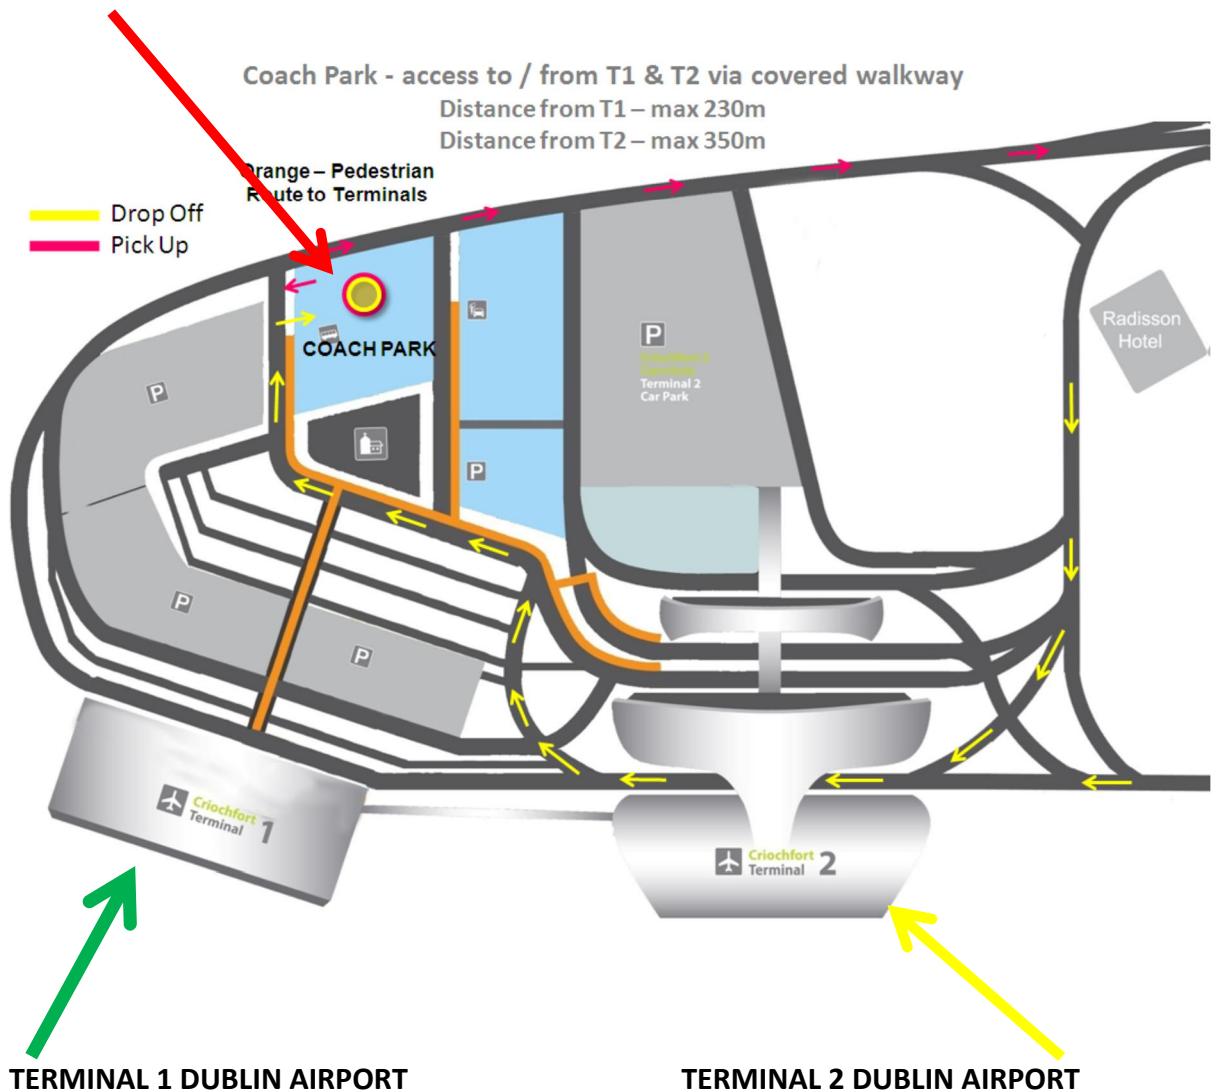 Coach Park - access to / from T1 & T2 via covered walkway
Distance from T1 – max 230m
Distance from T2 – max 350m
Orange – Pedestrian
Route to Terminals
Drop Off
Pick Up
COACH PARK
P
P
P
P
P
Terminal 2
Car Park
Radisson
Hotel
Criochfort
Terminal 1
Criochfort
Terminal 2
TERMINAL 1 DUBLIN AIRPORT
TERMINAL 2 DUBLIN AIRPORT